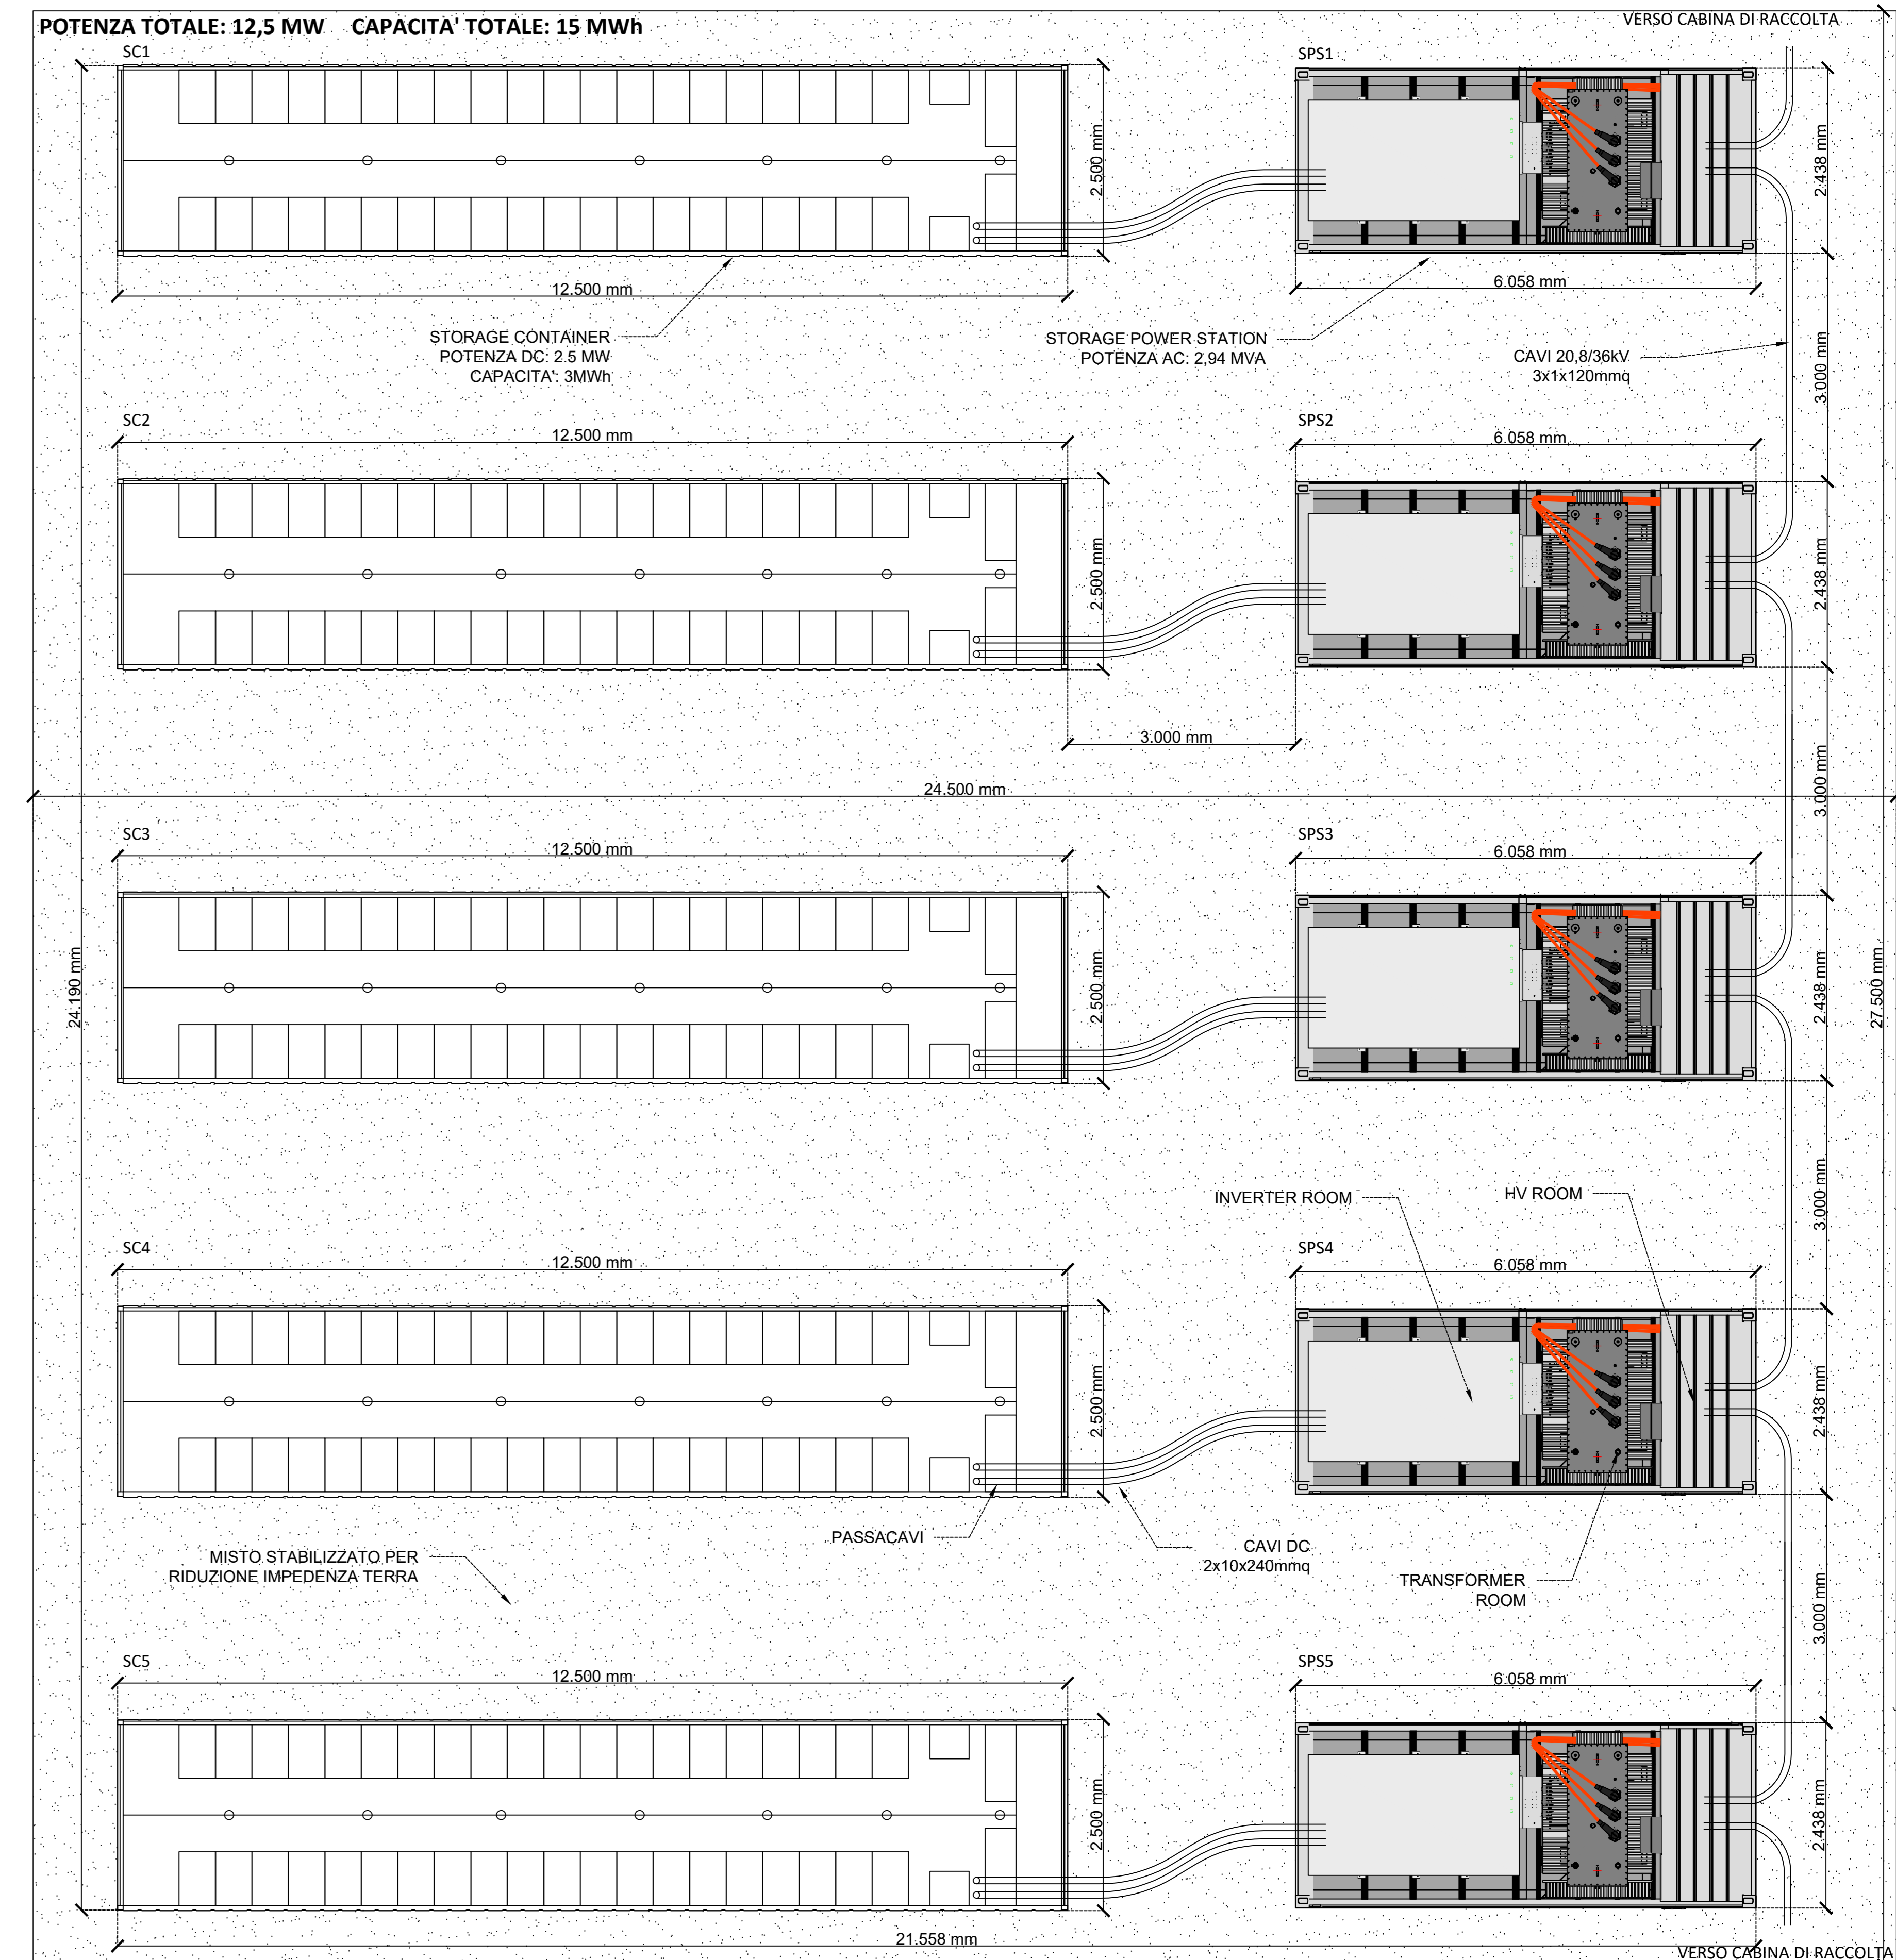 POTENZA TOTALE: 12,5 MW CAPACITA' TOTALE: 15 MWh
VERSO CABINA DI RACCOLTA
SC1
SPS1
2.500 mm
2.438 mm
12.500 mm
6.058 mm
STORAGE CONTAINER
POTENZA DC: 2.5 MW
CAPACITA': 3MWh
STORAGE POWER STATION
POTENZA AC: 2,94 MVA
CAVI 20,8/36kV
3x1x120mmq
3.000 mm
SC2
SPS2
12.500 mm
6.058 mm
2.500 mm
2.438 mm
3.000 mm
3.000 mm
24.500 mm
SC3
SPS3
12.500 mm
6.058 mm
24.190 mm
2.500 mm
2.438 mm
27.500 mm
INVERTER ROOM
HV ROOM
3.000 mm
SC4
SPS4
12.500 mm
6.058 mm
2.500 mm
2.438 mm
PASSACAVI
CAVI DC
2x10x240mmq
MISTO STABILIZZATO PER
RIDUZIONE IMPEDENZA TERRA
TRANSFORMER
ROOM
3.000 mm
SC5
SPS5
12.500 mm
6.058 mm
2.500 mm
2.438 mm
21.558 mm
VERSO CABINA DI RACCOLTA